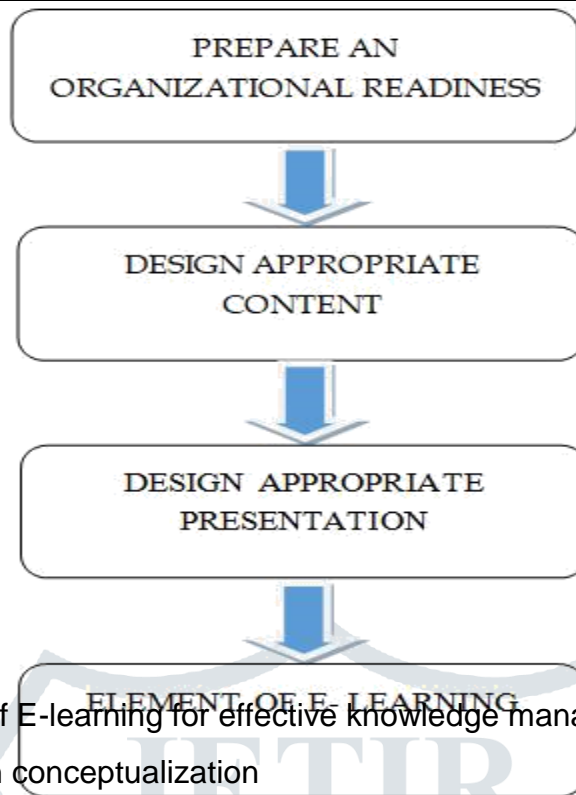 PREPARE AN
ORGANIZATIONAL READINESS
DESIGN APPROPRIATE
CONTENT
DESIGN APPROPRIATE
PRESENTATION
ELEMENT OF E- LEARNING
f E-learning for effective knowledge mana
n conceptualization
JETIR